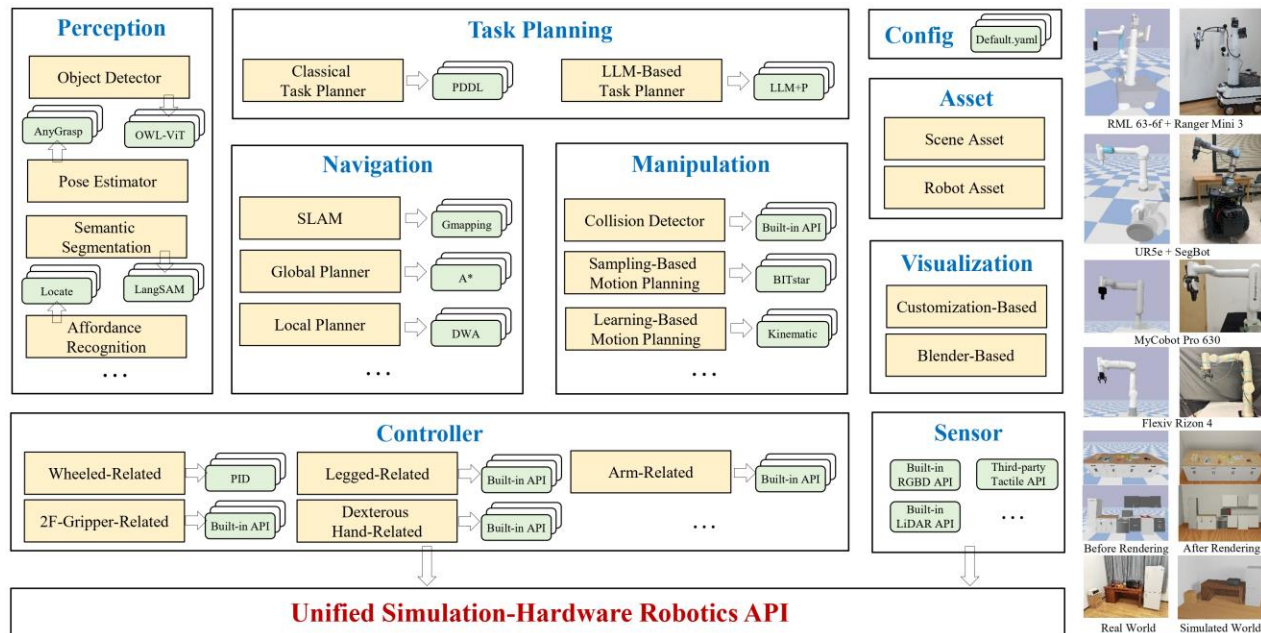 Perception
Object Detector
AnyGrasp
OWL-ViT
Pose Estimator
Semantic
Segmentation
Locate
LangSAM
Affordance
Recognition
...
Task Planning
Classical
Task Planner
PDDL
LLM-Based
Task Planner
LLM+P
Navigation
SLAM
Gmapping
Global Planner
A*
Local Planner
DWA
...
Manipulation
Collision Detector
Built-in API
Sampling-Based
Motion Planning
BITstar
Learning-Based
Motion Planning
Kinematic
...
Config
Default.yaml
Asset
Scene Asset
Robot Asset
Visualization
Customization-Based
Blender-Based
Controller
Wheeled-Related
PID
Legged-Related
Built-in API
Arm-Related
Built-in API
2F-Gripper-Related
Built-in API
Dexterous
Hand-Related
Built-in API
...
Sensor
Built-in
RGBD API
Third-party
Tactile API
Built-in
LiDAR API
...
Unified Simulation-Hardware Robotics API
RML 63-6f + Ranger Mini 3
UR5e + SegBot
MyCobot Pro 630
Flexiv Rizon 4
Before Rendering
After Rendering
Real World
Simulated World